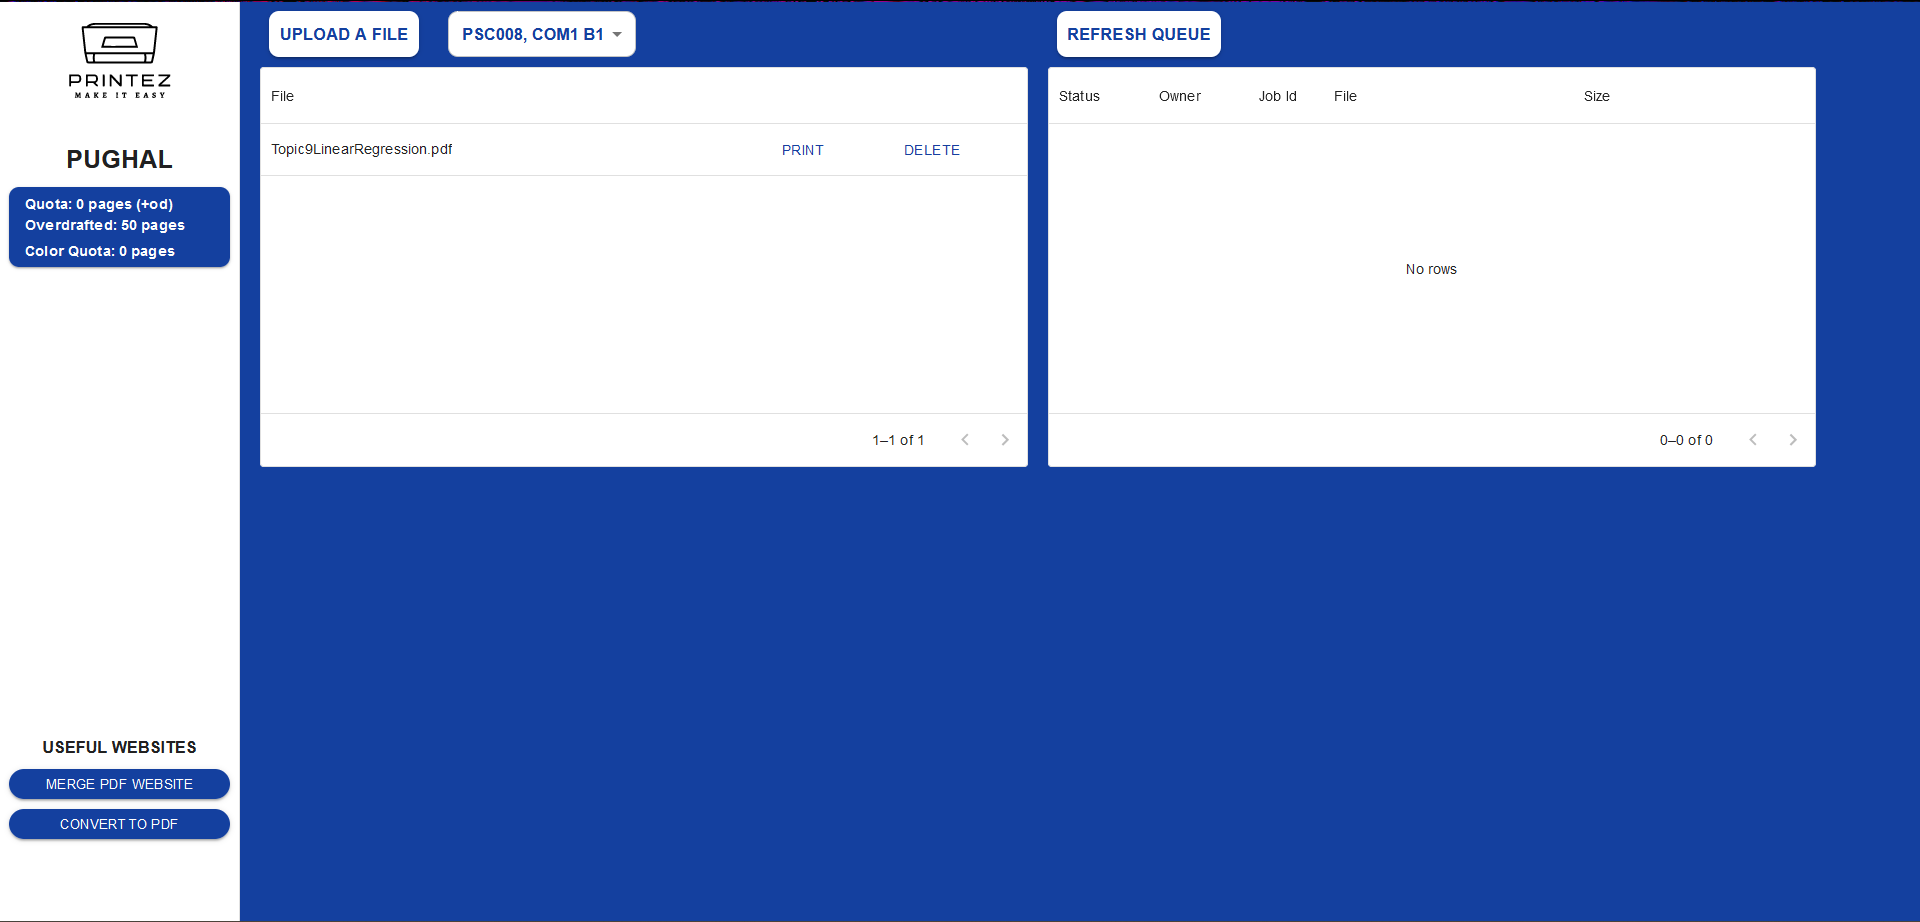 PRINTEZ
MAKE IT EASY
PUGHAL
Quota: 0 pages (+od)
Overdrafted: 50 pages
Color Quota: 0 pages
USEFUL WEBSITES
MERGE PDF WEBSITE
CONVERT TO PDF
UPLOAD A FILE
PSC008, COM1 B1
File
Topic9LinearRegression.pdf PRINT DELETE
1–1 of 1
REFRESH QUEUE
Status Owner Job Id File Size
No rows
0–0 of 0